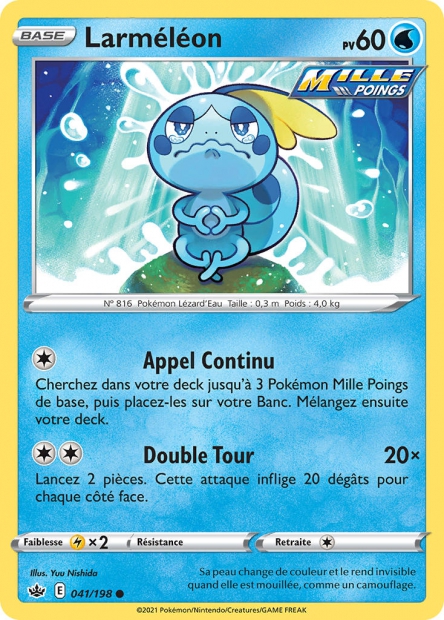 BASE Larméléon PV60
MILLE
POINGS
N° 816 Pokémon Lézard'Eau Taille : 0,3 m Poids : 4,0 kg
Appel Continu
Cherchez dans votre deck jusqu'à 3 Pokémon Mille Poings
de base, puis placez-les sur votre Banc. Mélangez ensuite
votre deck.
Double Tour 20×
Lancez 2 pièces. Cette attaque inflige 20 dégâts pour
chaque côté face.
Faiblesse ×2 Résistance Retraite
Illus. Yuu Nishida
Sa peau change de couleur et le rend invisible
quand elle est mouillée, comme un camouflage.
E 041/198
©2021 Pokémon/Nintendo/Creatures/GAME FREAK